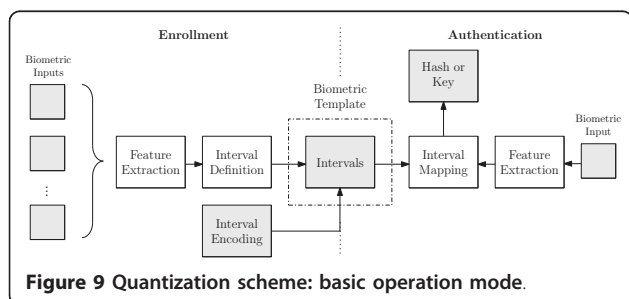 Enrollment
Authentication
Biometric
Inputs
Hash or
Key
Biometric
Template
Biometric
Input
Feature
Extraction
Interval
Definition
Intervals
Interval
Mapping
Feature
Extraction
⋮
Interval
Encoding
Figure 9 Quantization scheme: basic operation mode.